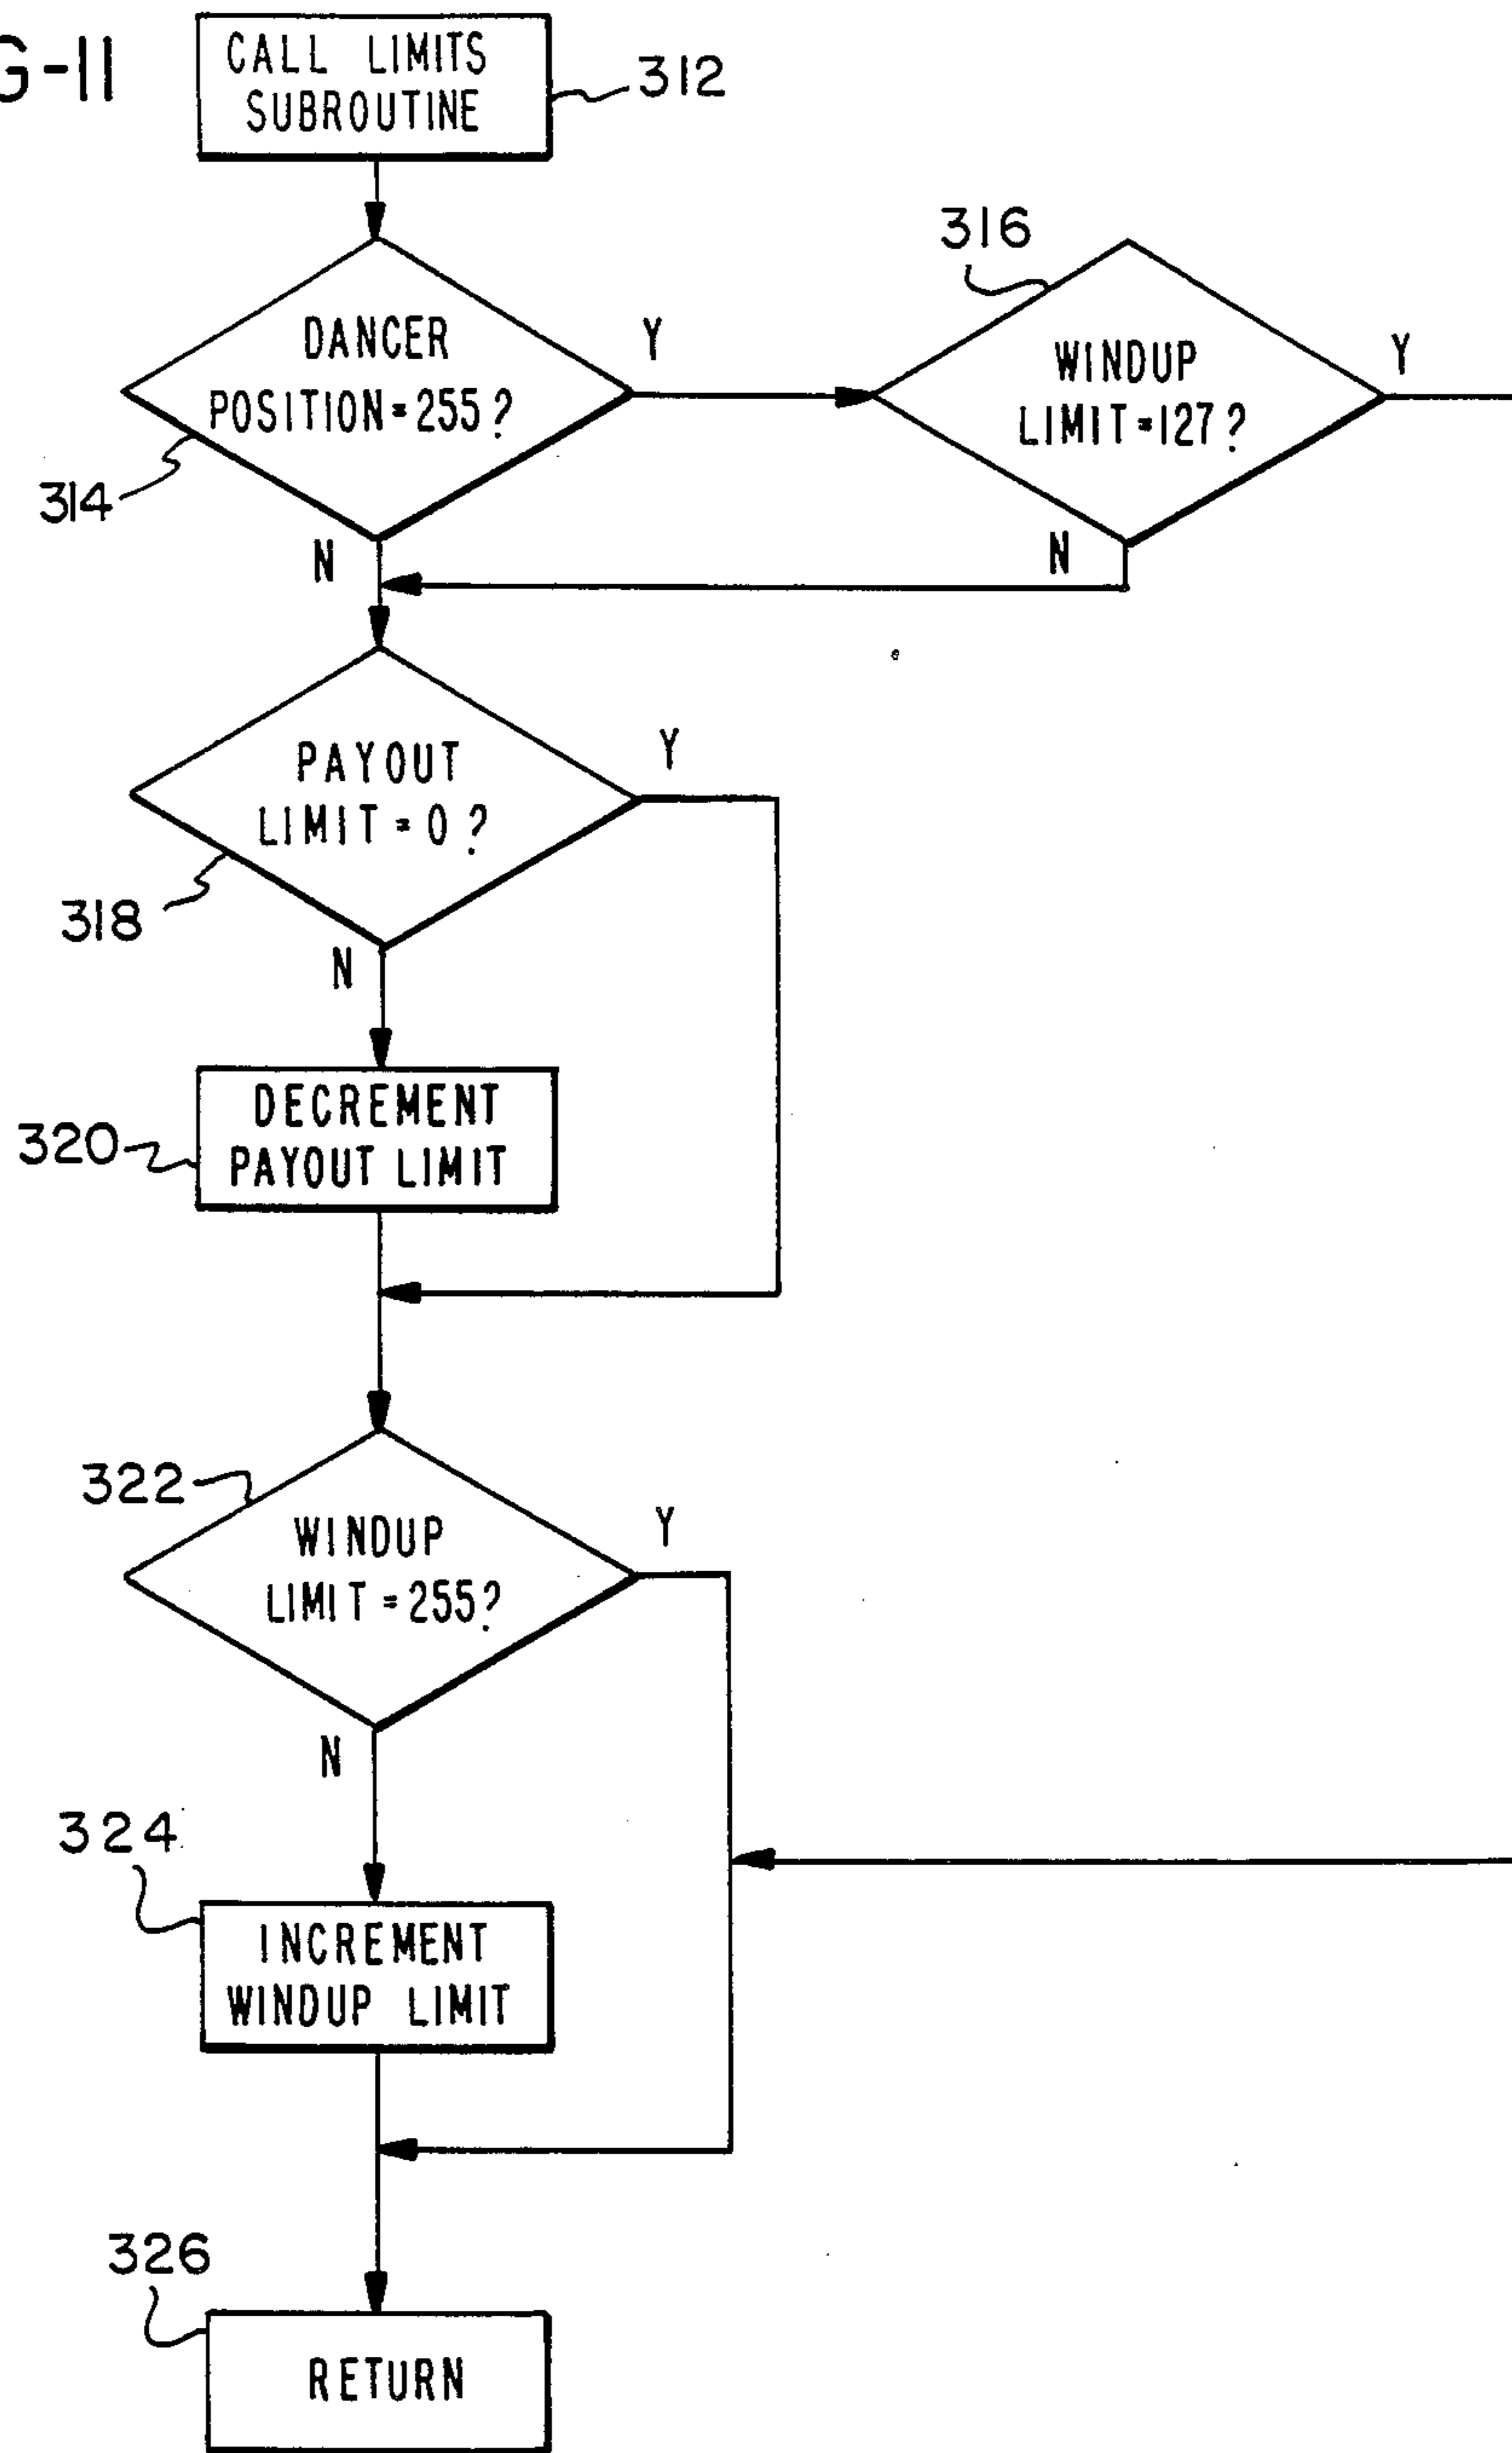 G-11
CALL LIMITS
SUBROUTINE
312
316
DANCER
POSITION=255?
Y
WINDUP
LIMIT=127?
Y
314
N
N
PAYOUT
LIMIT=0?
Y
318
N
DECREMENT
PAYOUT LIMIT
320
322
WINDUP
LIMIT=255?
Y
N
324
INCREMENT
WINDUP LIMIT
326
RETURN